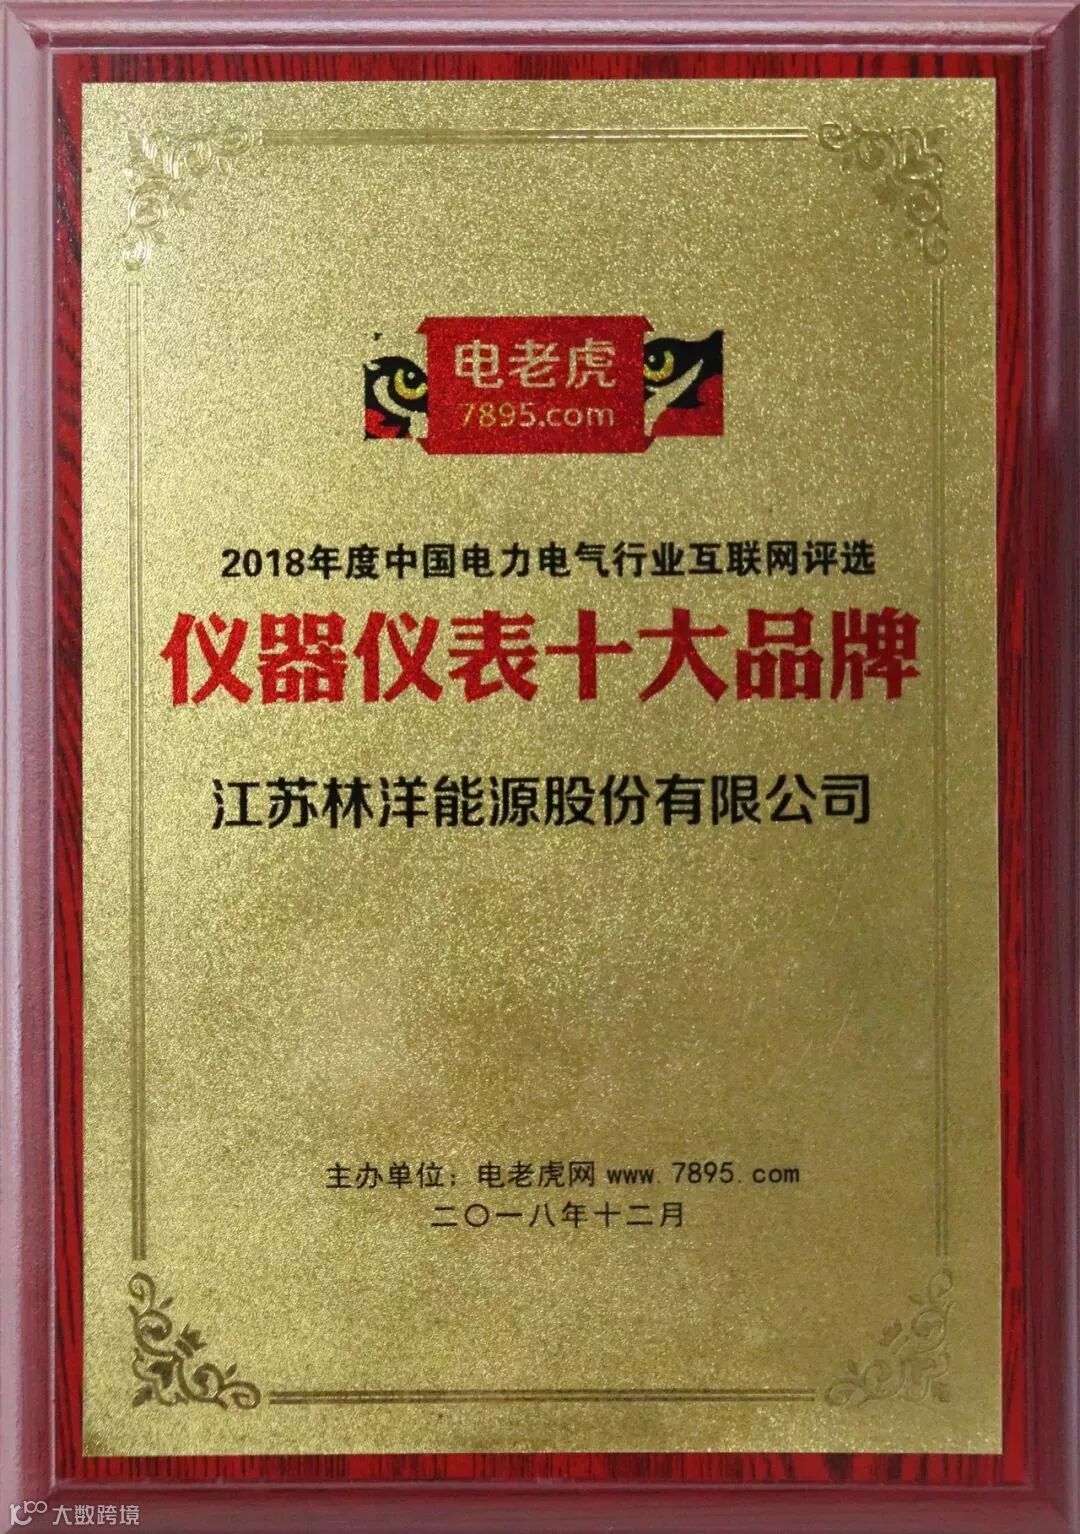 电老虎
7895.com
2018年度中国电力电气行业互联网评选
仪器仪表十大品牌
江苏林洋能源股份有限公司
主办单位：电老虎网 www.7895.com
二〇一八年十二月
大数跨境